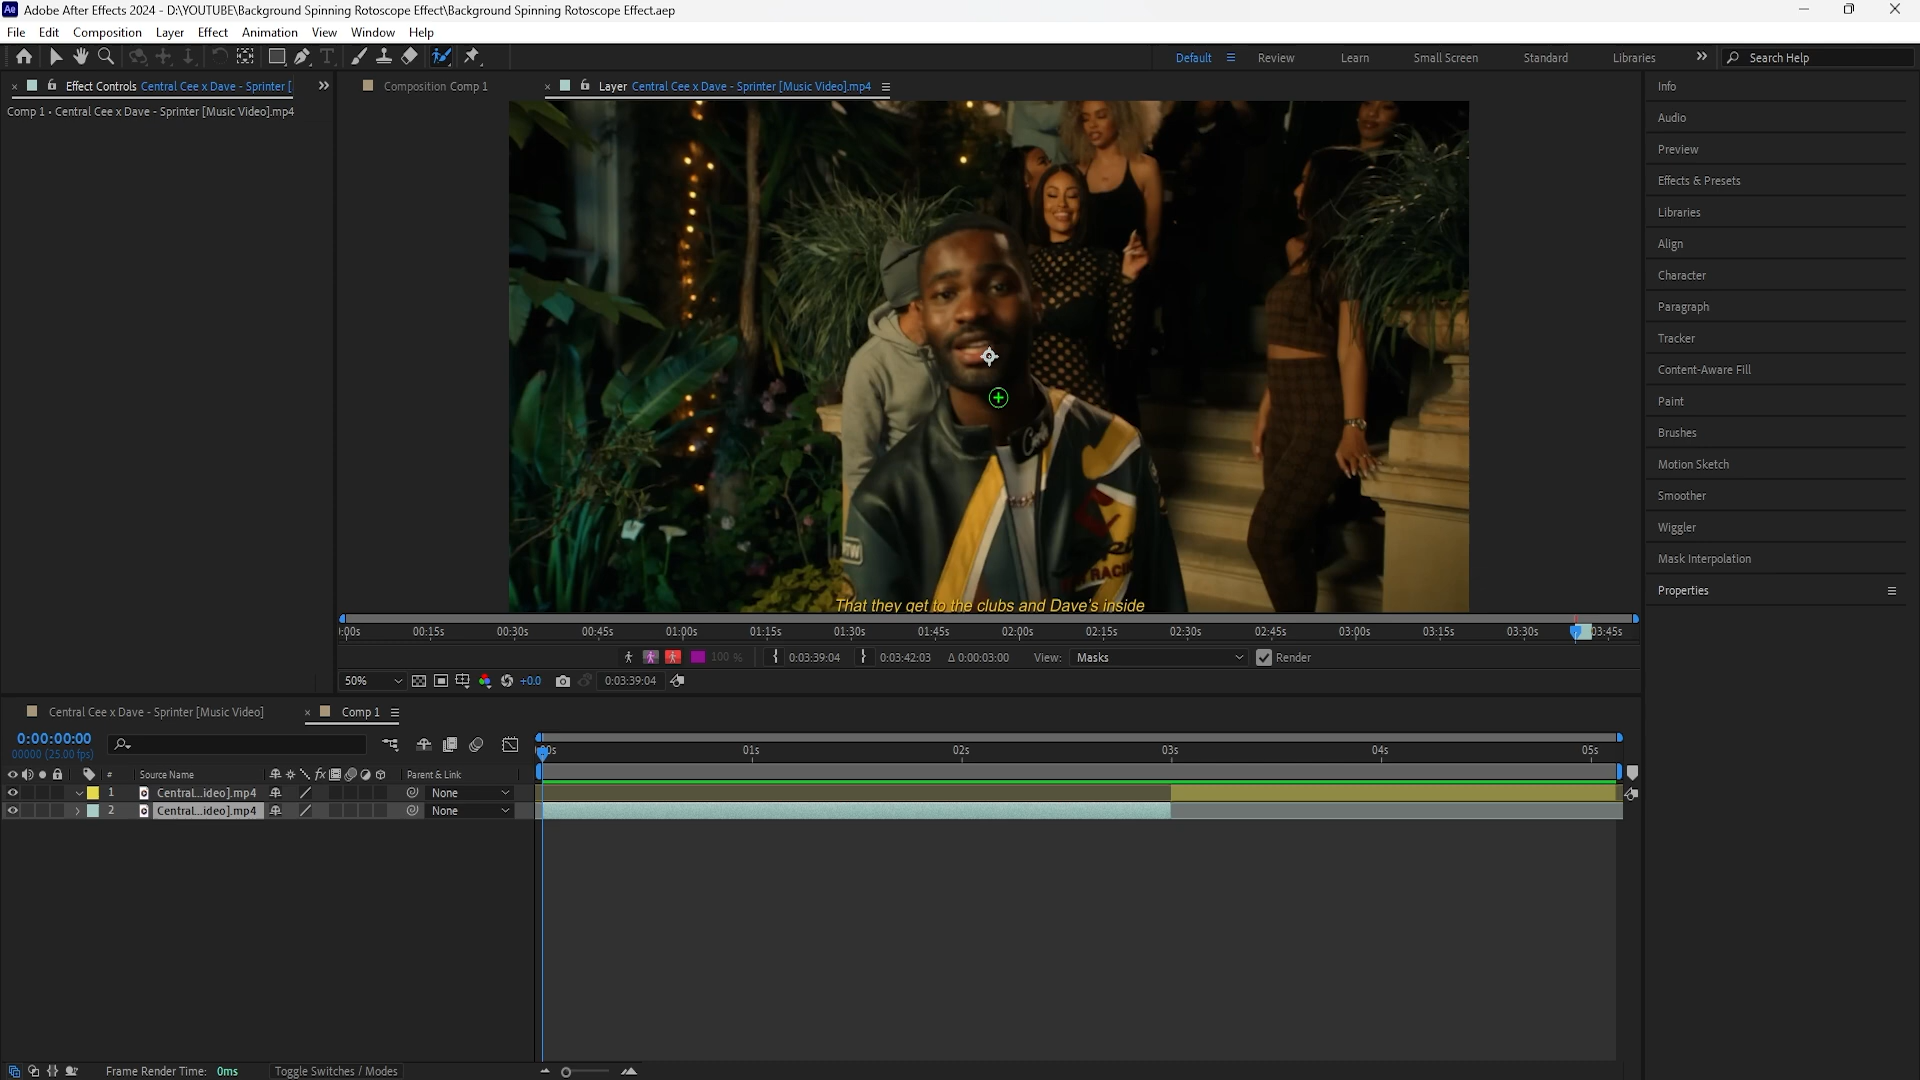 Ae Adobe After Effects 2024 - D:\YOUTUBE\Background Spinning Rotoscope Effect\Background Spinning Rotoscope Effect.aep
File Edit Composition Layer Effect Animation View Window Help
Default Review Learn Small Screen Standard Libraries Search Help
Effect Controls Central Cee x Dave - Sprinter [
Composition Comp 1
Layer Central Cee x Dave - Sprinter [Music Video].mp4
Comp 1 • Central Cee x Dave - Sprinter [Music Video].mp4
Info
Audio
Preview
Effects & Presets
Libraries
Align
Character
Paragraph
Tracker
Content-Aware Fill
Paint
Brushes
Motion Sketch
Smoother
Wiggler
Mask Interpolation
Properties
That they get to the clubs and Dave's inside
:00s 00:15s 00:30s 00:45s 01:00s 01:15s 01:30s 01:45s 02:00s 02:15s 02:30s 02:45s 03:00s 03:15s 03:30s 03:45s
100 % 0:03:39:04 0:03:42:03 Δ 0:00:03:00 View: Masks Render
50% +0.0 0:03:39:04
Central Cee x Dave - Sprinter [Music Video]
Comp 1
0:00:00:00
00000 (25.00 fps)
:00s 01s 02s 03s 04s 05s
# Source Name fx Parent & Link
1 Central...ideo].mp4 None
2 Central...ideo].mp4 None
Frame Render Time: 0ms Toggle Switches / Modes